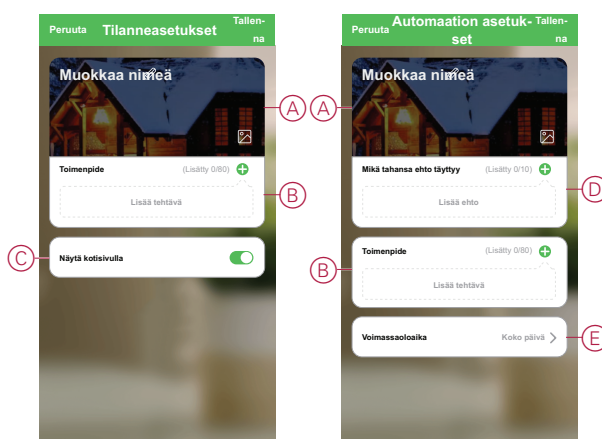 Peruuta
Tilanneasetukset
Tallen-
na
Muokkaa nimeä
Toimenpide
(Lisätty 0/80)
Lisää tehtävä
Näytä kotisivulla
A
B
C
Peruuta
Automaation asetuk-
set
Tallen-
na
Muokkaa nimeä
Mikä tahansa ehto täyttyy
(Lisätty 0/10)
Lisää ehto
Toimenpide
(Lisätty 0/80)
Lisää tehtävä
Voimassaoloaika
Koko päivä
A
D
B
E